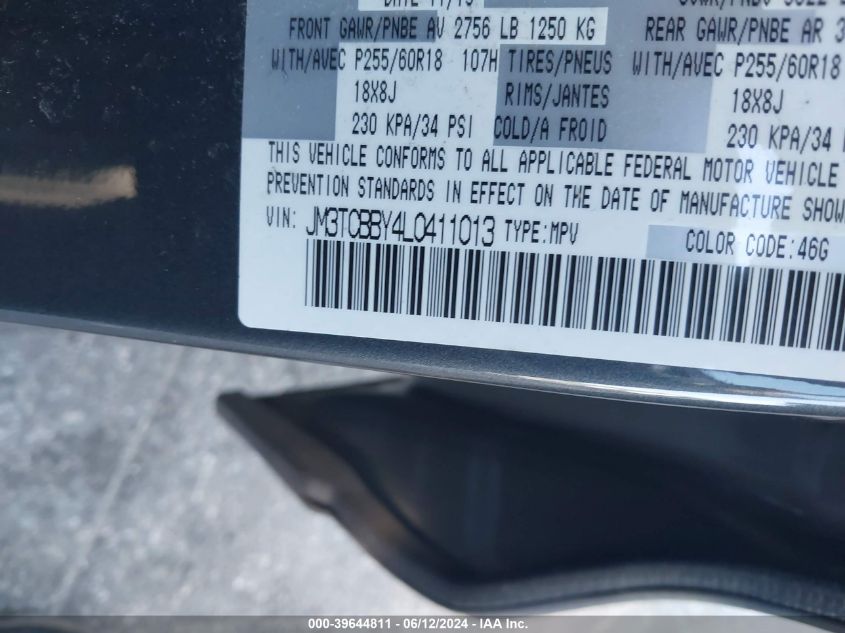 FRONT GAWR/PNBE AV 2756 LB 1250 KG REAR GAWR/PNBE AR
WITH/AVEC P255/60R18 107H TIRES/PNEUS WITH/AVEC P255/60R18
18X8J RIMS/JANTES 18X8J
230 KPA/34 PSI COLD/A FROID 230 KPA/34
THIS VEHICLE CONFORMS TO ALL APPLICABLE FEDERAL MOTOR VEHICLE
PREVENTION STANDARDS IN EFFECT ON THE DATE OF MANUFACTURE SHOW
VIN: JM3TCBBY4L0411013 TYPE:MPV COLOR CODE:46G
000-39644811 - 06/12/2024 - IAA Inc.